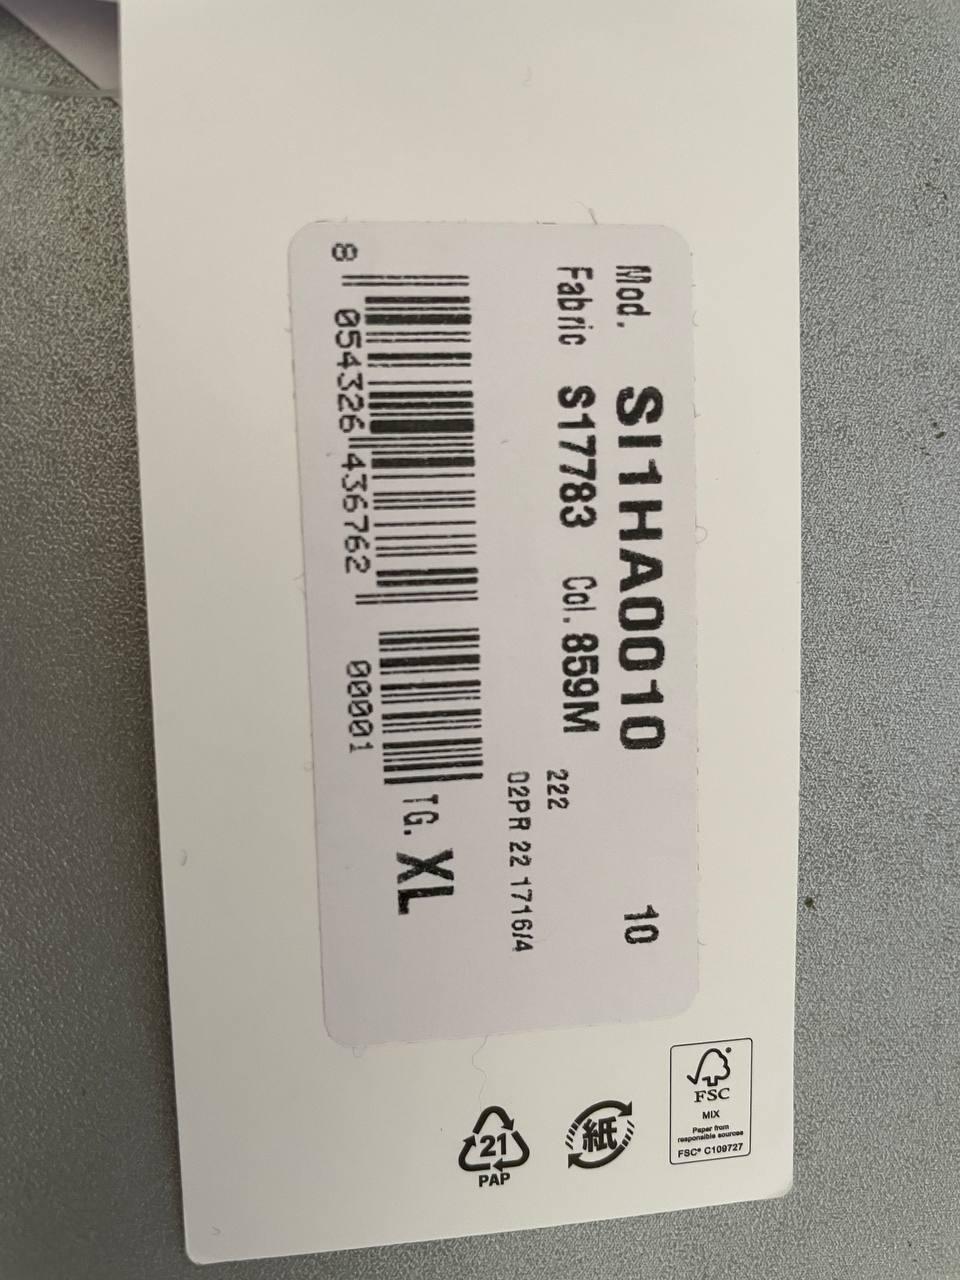 Mod. SI1HA0010 10
Fabric S17783 Col. 859M
222
02PR 22 1716/4
8 054326 436762 00001
TG. XL
FSC
MIX
Paper from
responsible sources
FSC® C109727
紙
21
PAP